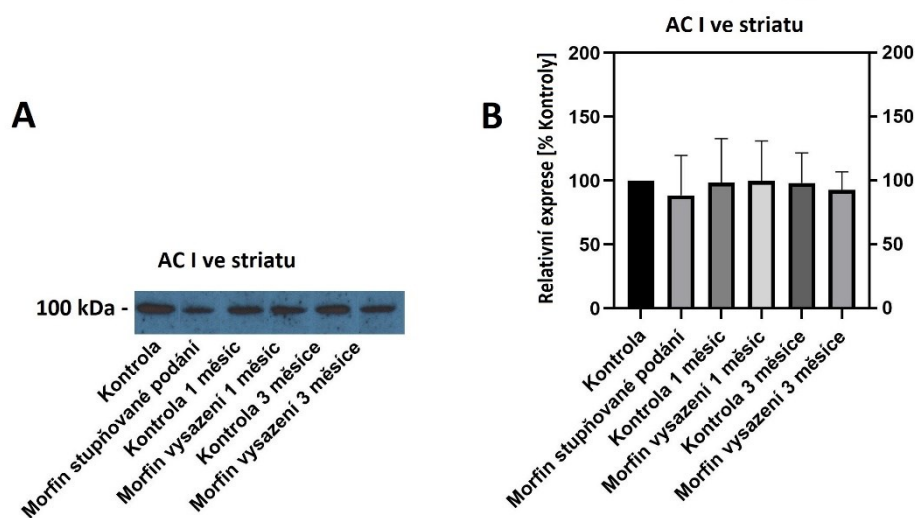 A
AC I ve striatu
100 kDa -
Kontrola
Morfin stupňované podání
Kontrola 1 měsíc
Morfin vysazení 1 měsíc
Kontrola 3 měsíce
Morfin vysazení 3 měsíce
B
AC I ve striatu
Relativní exprese [% Kontroly]
200
150
100
50
0
200
150
100
50
0
Kontrola
Morfin stupňované podání
Kontrola 1 měsíc
Morfin vysazení 1 měsíc
Kontrola 3 měsíce
Morfin vysazení 3 měsíce